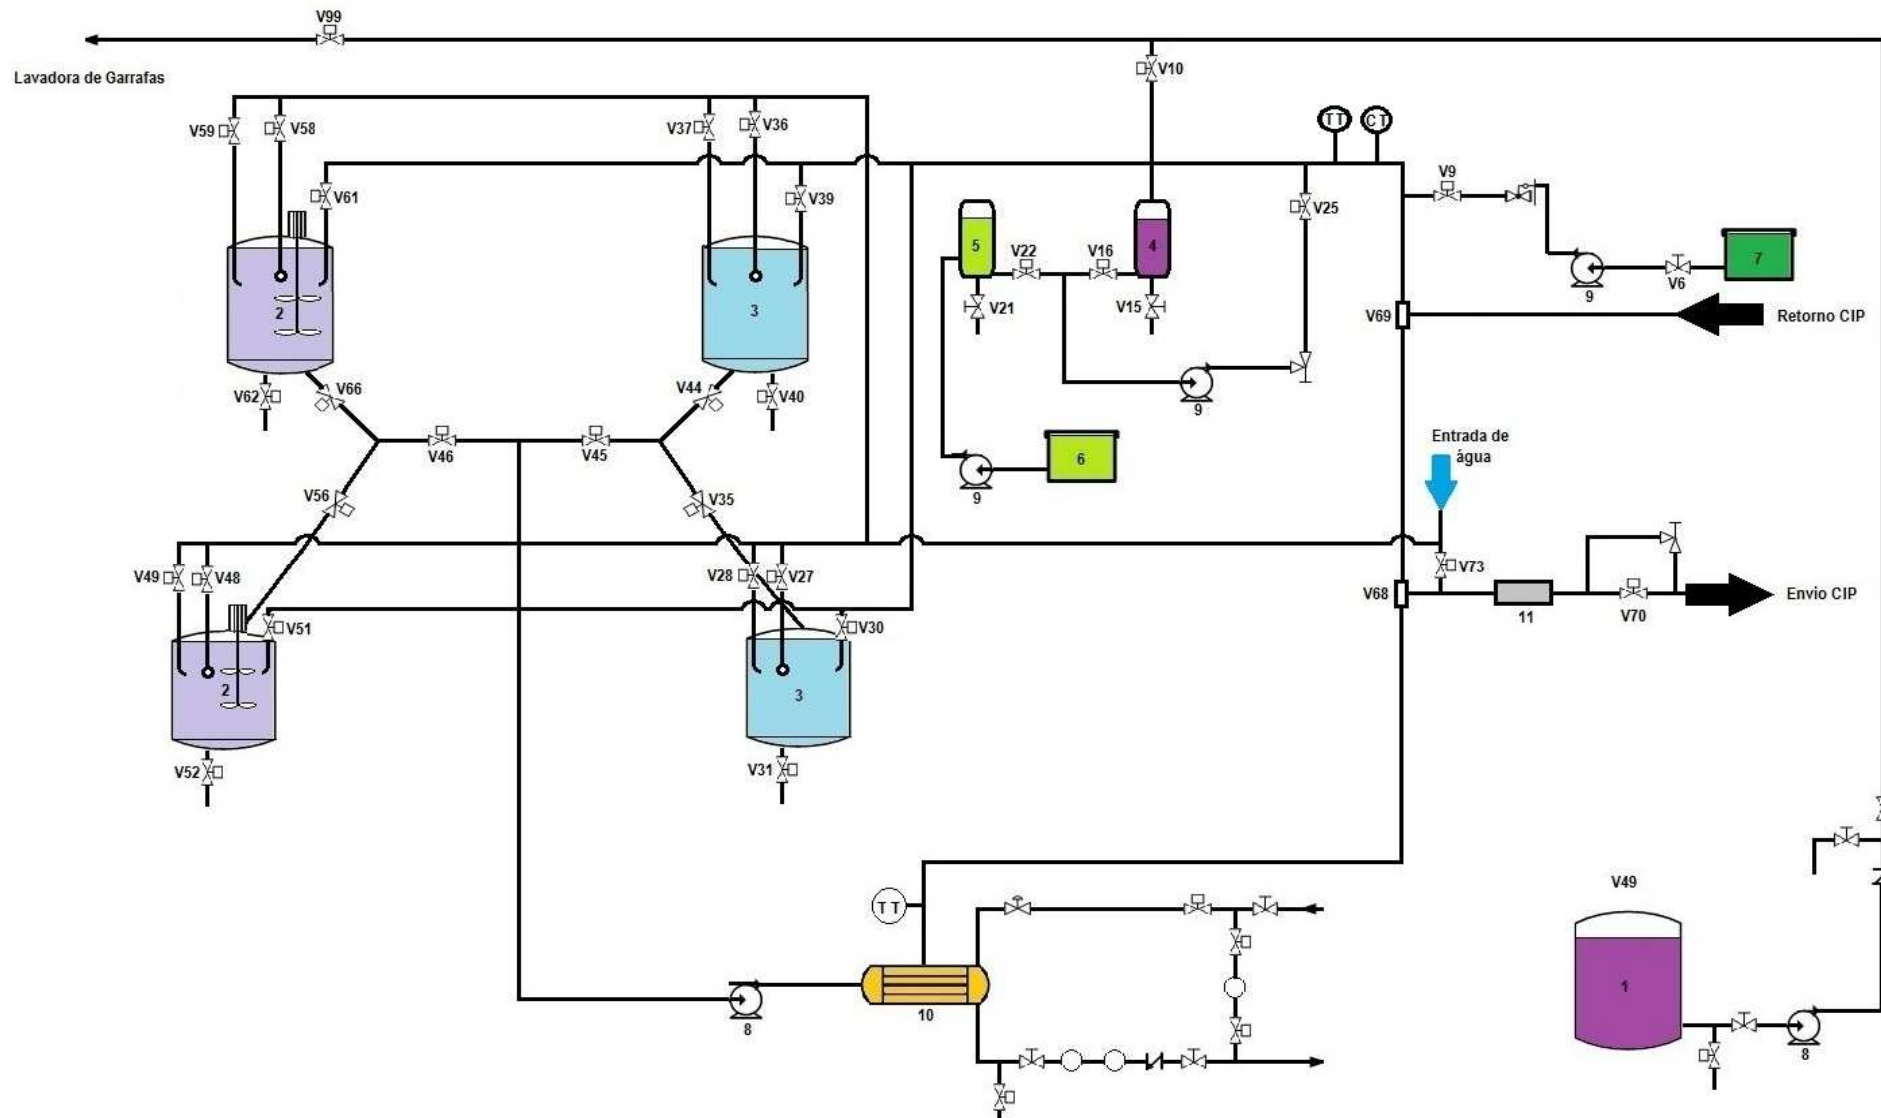 V99
Lavadora de Garrafas
V10
V59
V58
V37
V36
TT
CT
V61
V39
V25
V9
5
V22
V16
4
7
V6
9
2
3
V21
V15
V69
Retorno CIP
V62
V66
V44
V40
9
Entrada de
água
V46
V45
6
9
V56
V35
V49
V48
V28
V27
V73
V68
V70
11
Envio CIP
V51
V30
2
3
V52
V31
TT
V49
10
8
1
8